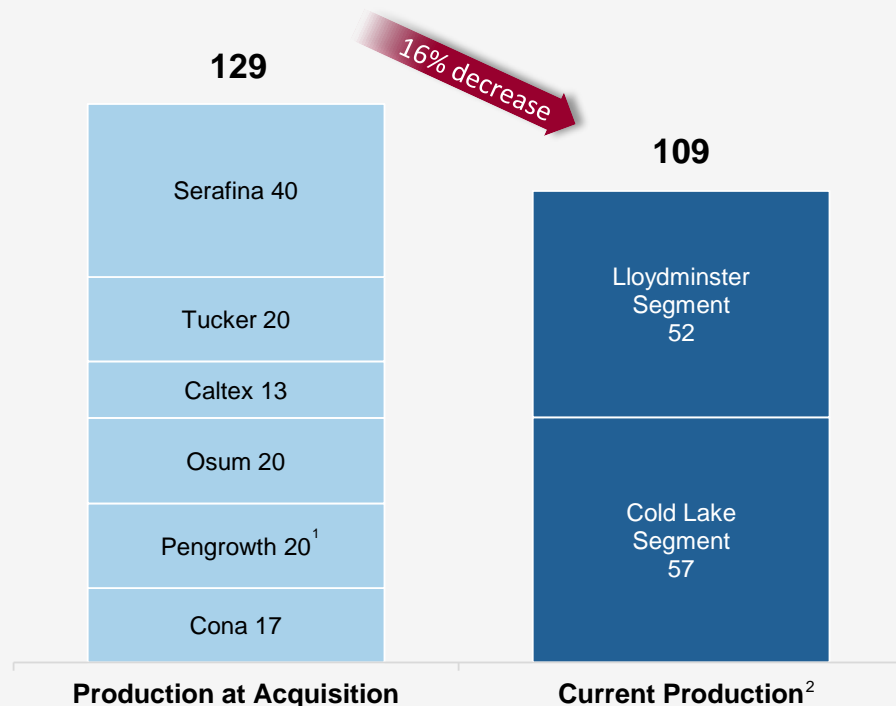 129
16% decrease
109
Serafina 40
Tucker 20
Caltex 13
Osum 20
Pengrowth 20¹
Cona 17
Lloydminster
Segment
52
Cold Lake
Segment
57
Production at Acquisition
Current Production²